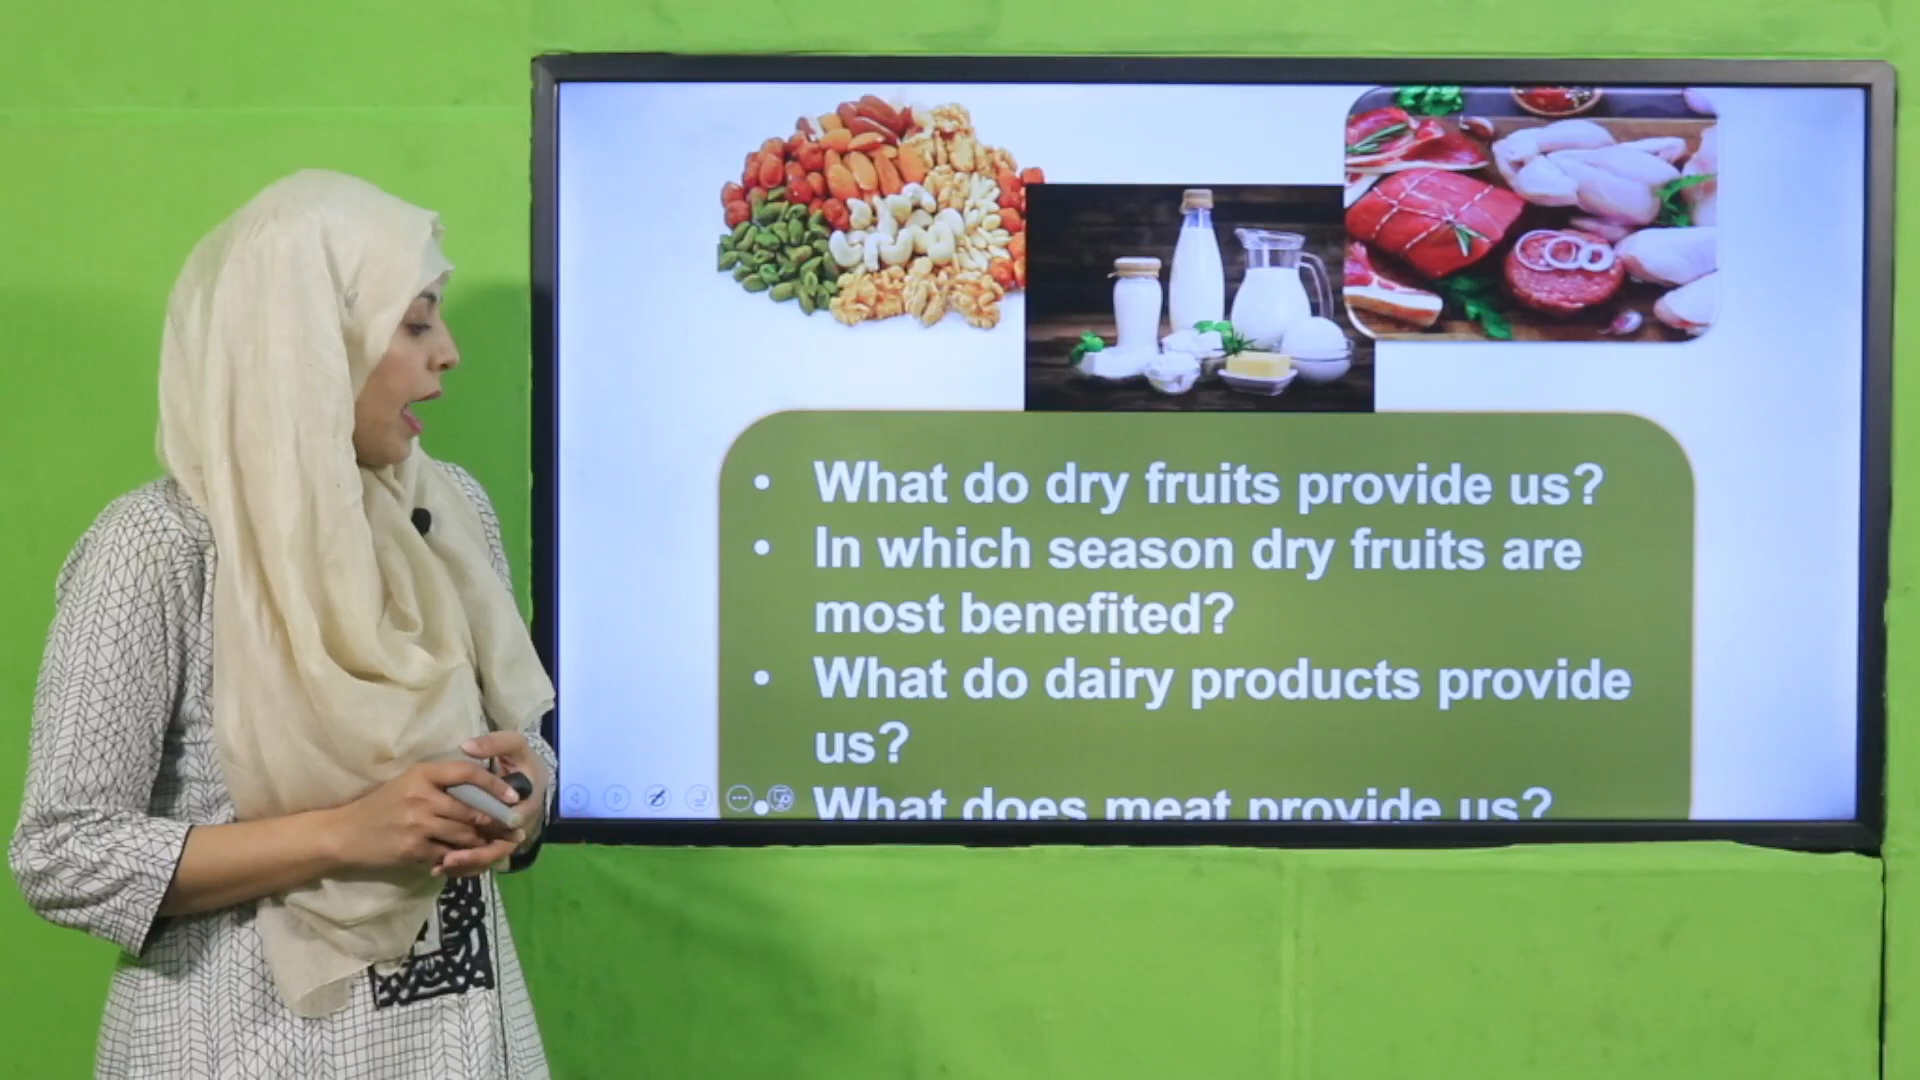 • What do dry fruits provide us?
• In which season dry fruits are
most benefited?
• What do dairy products provide
us?
• What does meat provide us?